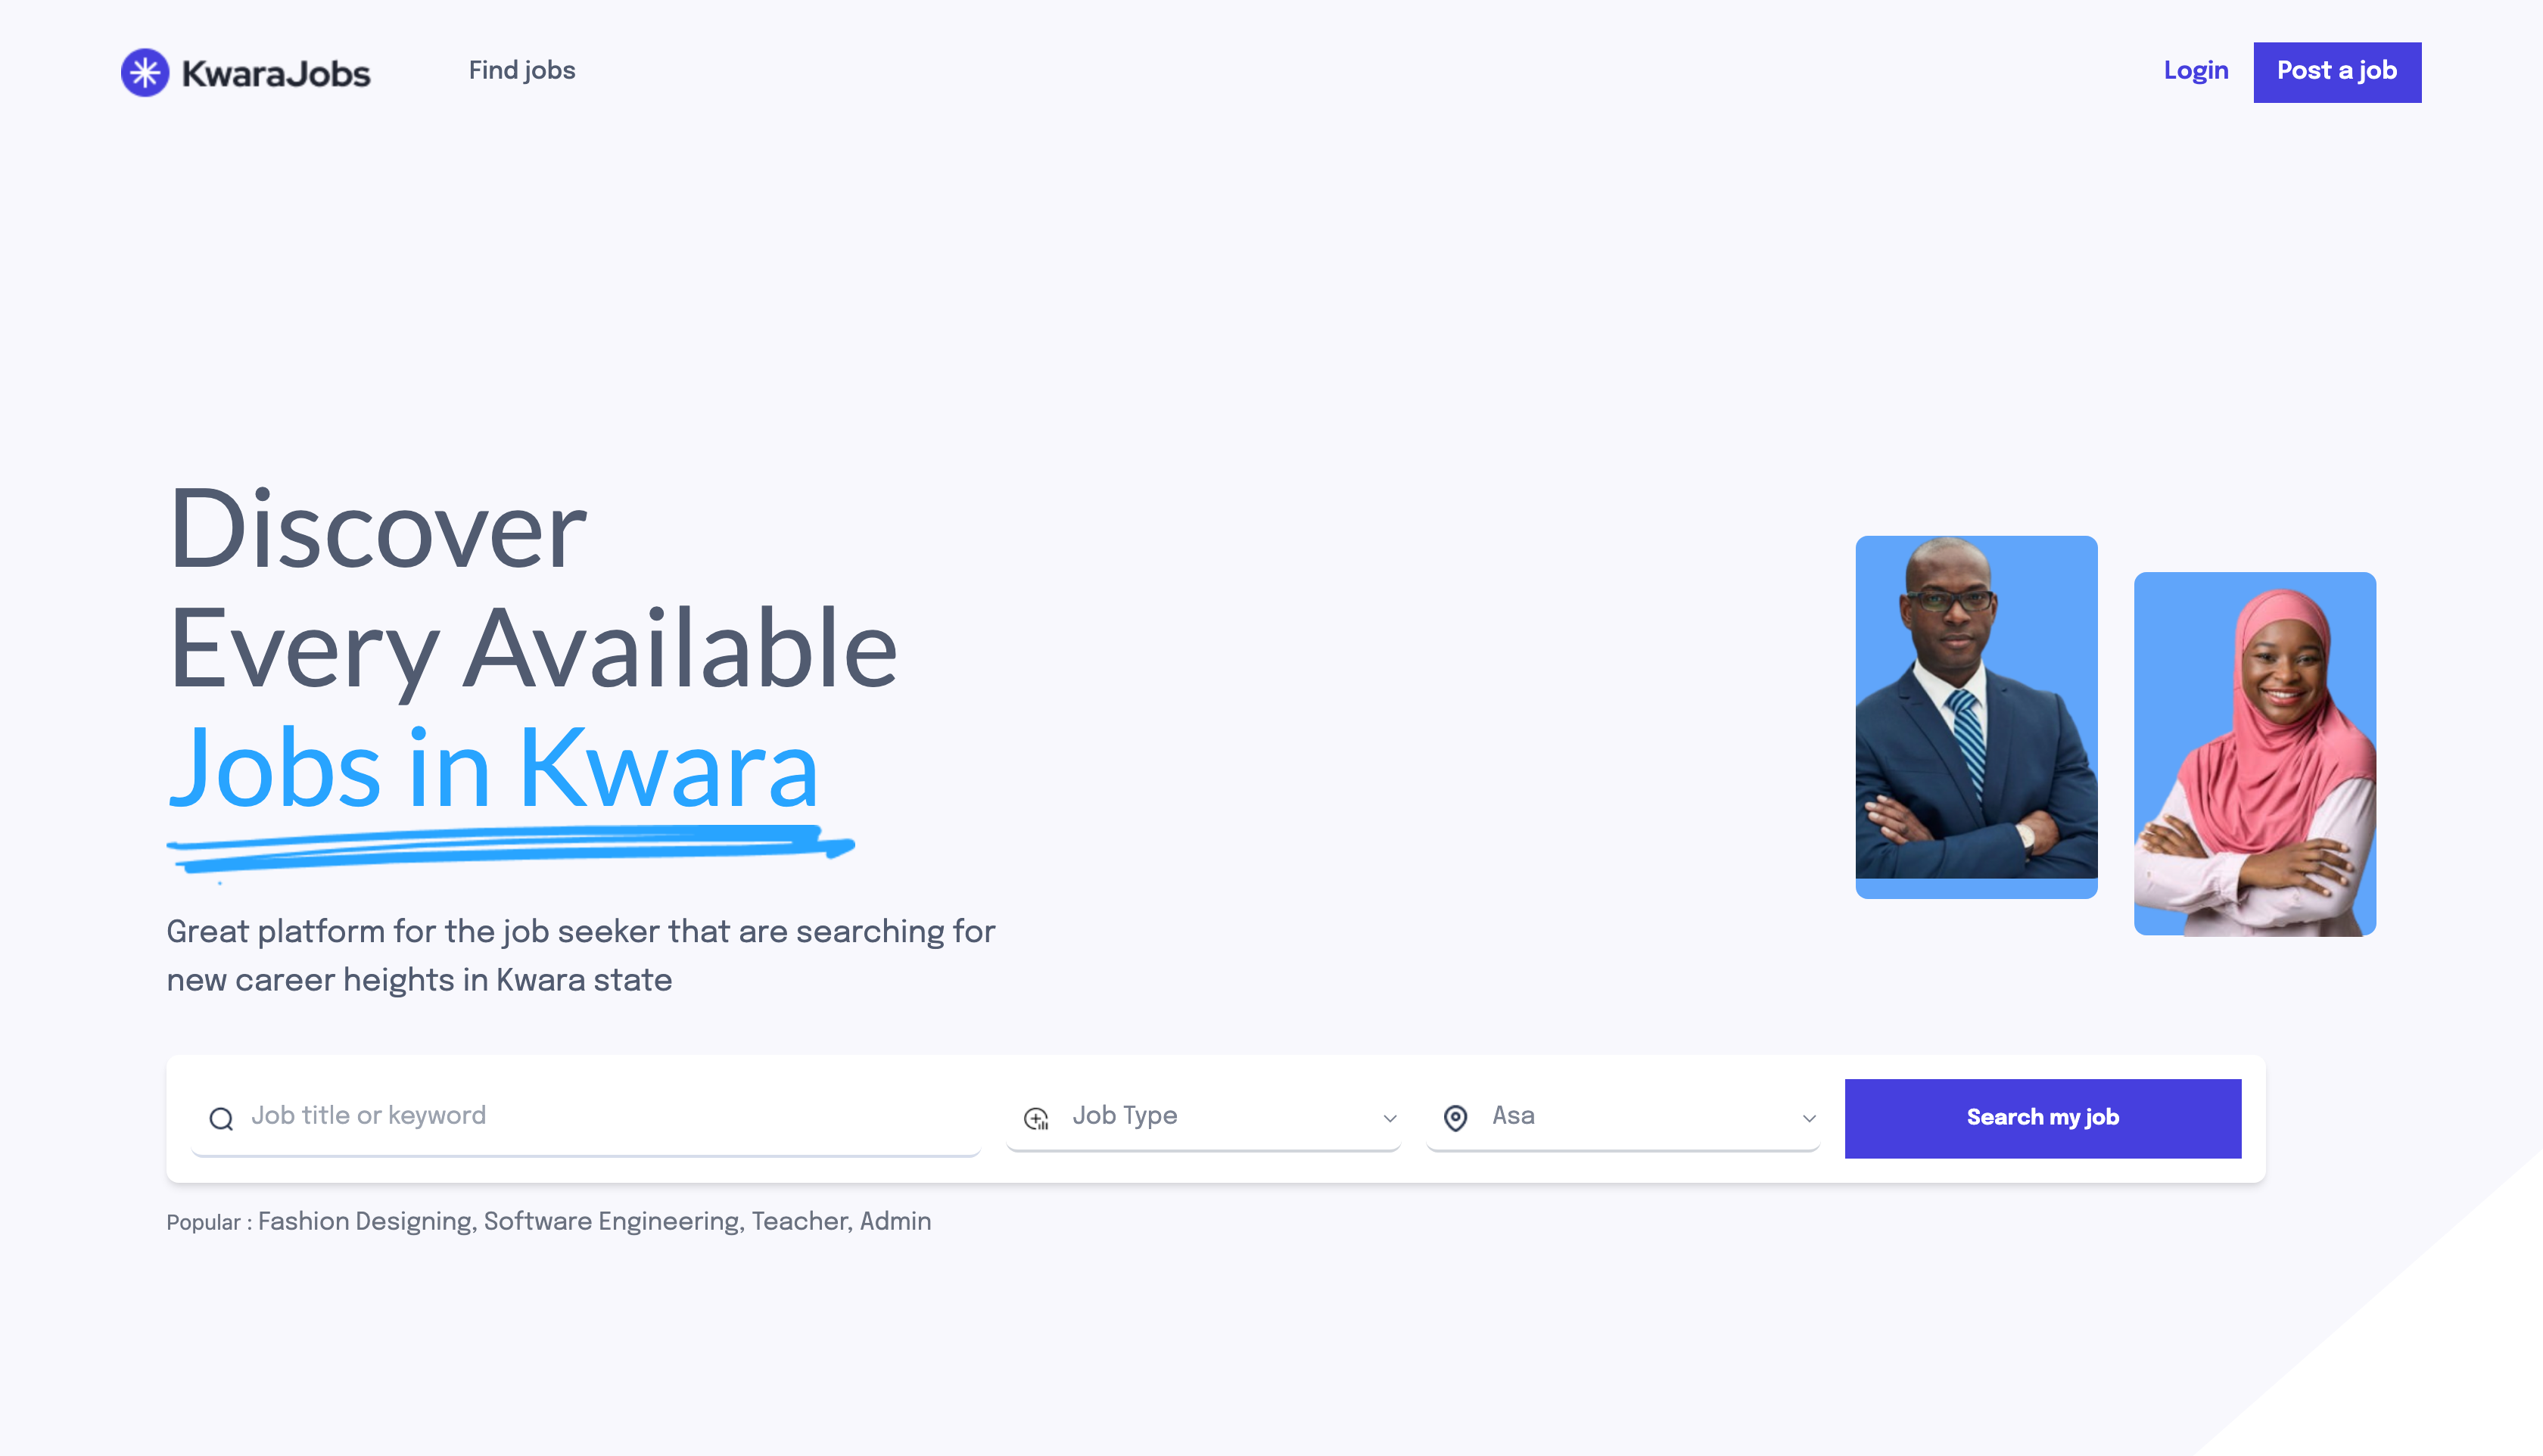 KwaraJobs
Find jobs
Login
Post a job
Discover
Every Available
Jobs in Kwara
Great platform for the job seeker that are searching for
new career heights in Kwara state
Job title or keyword
Job Type
Asa
Search my job
Popular : Fashion Designing, Software Engineering, Teacher, Admin